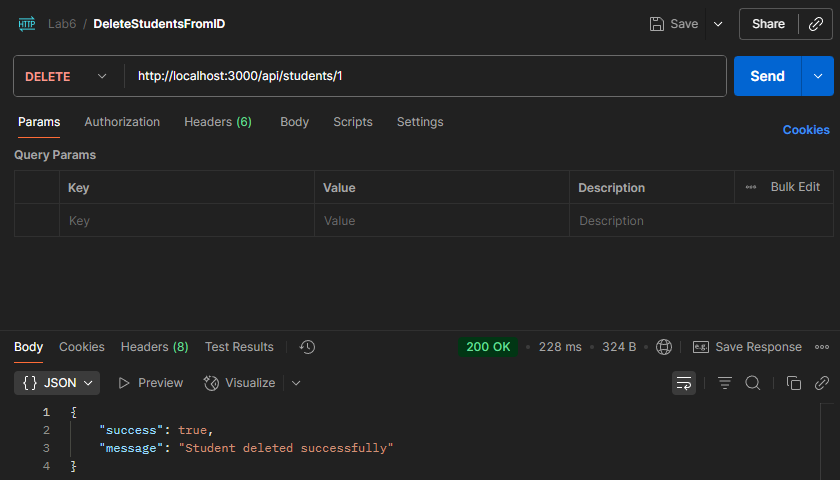 HTTP Lab6 / DeleteStudentsFromID Save Share
DELETE http://localhost:3000/api/students/1 Send
Params Authorization Headers (6) Body Scripts Settings Cookies
Query Params
Key Value Description ••• Bulk Edit
Key Value Description
Body Cookies Headers (8) Test Results 200 OK • 228 ms • 324 B • e.g. Save Response •••
{} JSON Preview Visualize
1 {
2 "success": true,
3 "message": "Student deleted successfully"
4 }